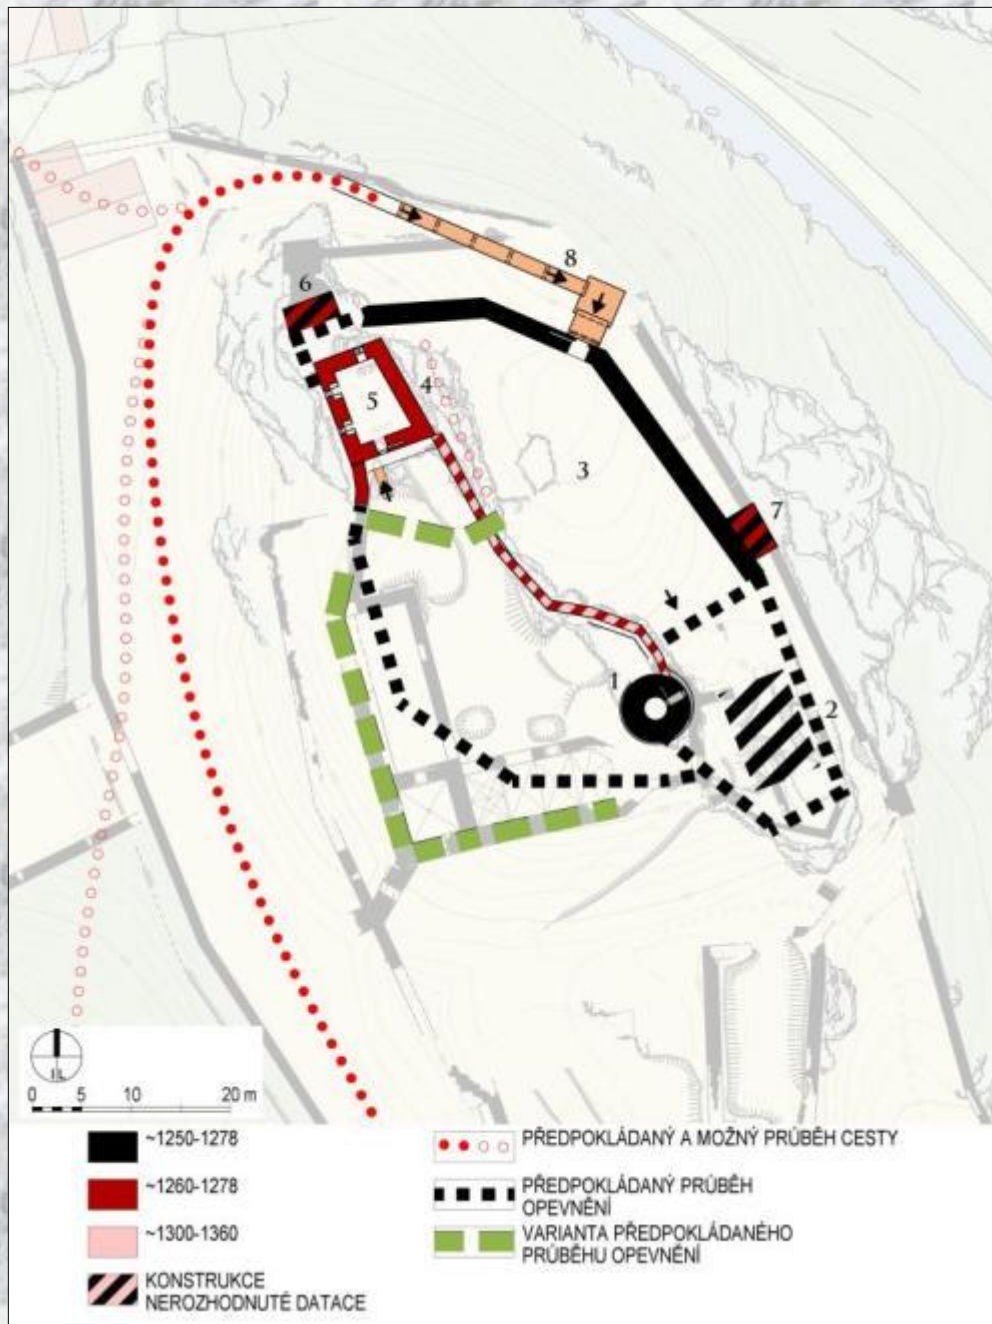 8
6
4
5
3
7
1
2
0 5 10 20 m
~1250-1278
~1260-1278
~1300-1360
KONSTRUKCE
NEROZHODNUTÉ DATACE
PŘEDPOKLÁDANÝ A MOŽNÝ PRŮBĚH CESTY
PŘEDPOKLÁDANÝ PRŮBĚH
OPEVNĚNÍ
VARIANTA PŘEDPOKLÁDANÉHO
PRŮBĚHU OPEVNĚNÍ